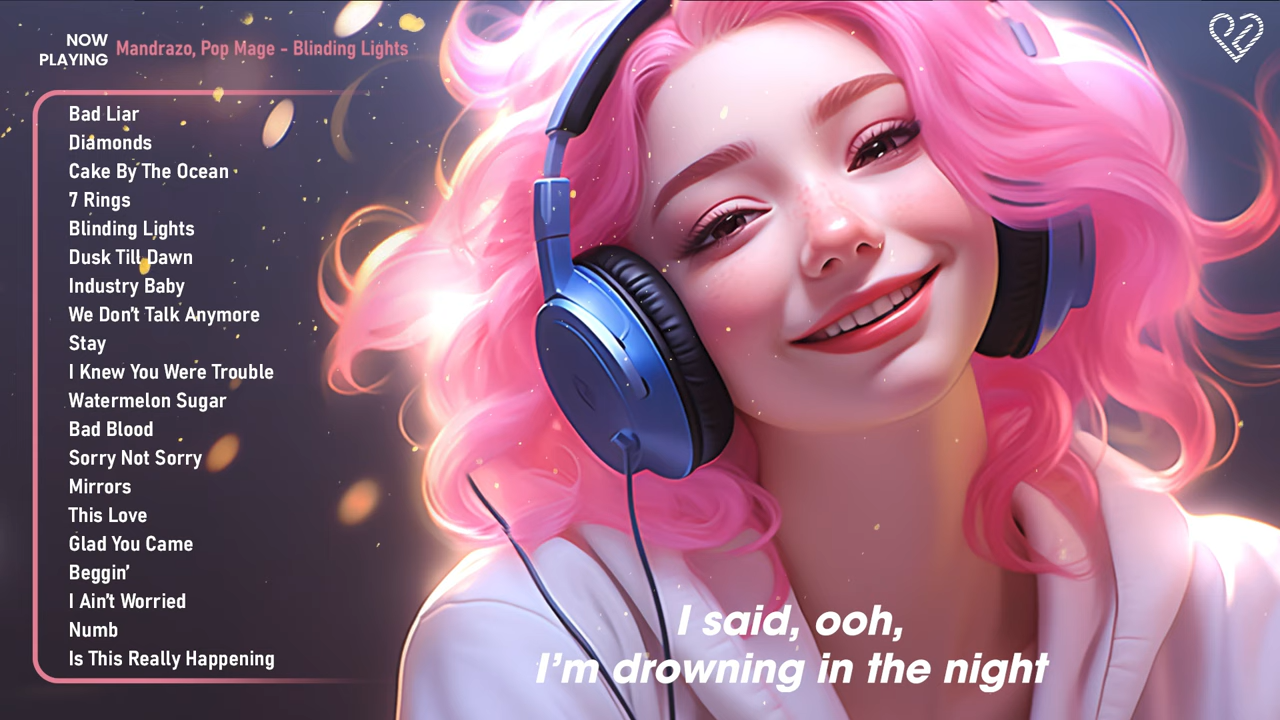 NOW
PLAYING
Mandrazo, Pop Mage - Blinding Lights
Bad Liar
Diamonds
Cake By The Ocean
7 Rings
Blinding Lights
Dusk Till Dawn
Industry Baby
We Don't Talk Anymore
Stay
I Knew You Were Trouble
Watermelon Sugar
Bad Blood
Sorry Not Sorry
Mirrors
This Love
Glad You Came
Beggin'
I Ain't Worried
Numb
Is This Really Happening
I said, ooh,
I'm drowning in the night